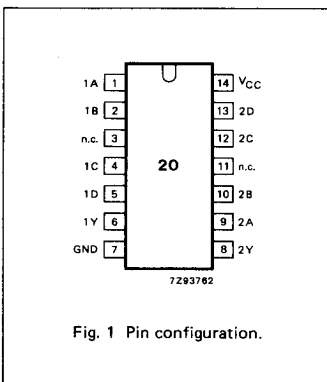 1A 1 14 VCC
1B 2 13 2D
n.c. 3 12 2C
1C 4 20 11 n.c.
1D 5 10 2B
1Y 6 9 2A
GND 7 8 2Y
7Z93762
Fig. 1 Pin configuration.